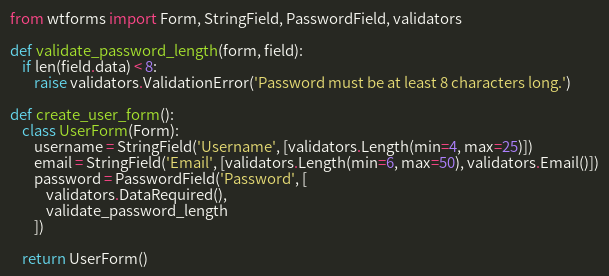 from wtforms import Form, StringField, PasswordField, validators

def validate_password_length(form, field):
    if len(field.data) < 8:
        raise validators.ValidationError('Password must be at least 8 characters long.')

def create_user_form():
    class UserForm(Form):
        username = StringField('Username', [validators.Length(min=4, max=25)])
        email = StringField('Email', [validators.Length(min=6, max=50), validators.Email()])
        password = PasswordField('Password', [
            validators.DataRequired(),
            validate_password_length
        ])

    return UserForm()